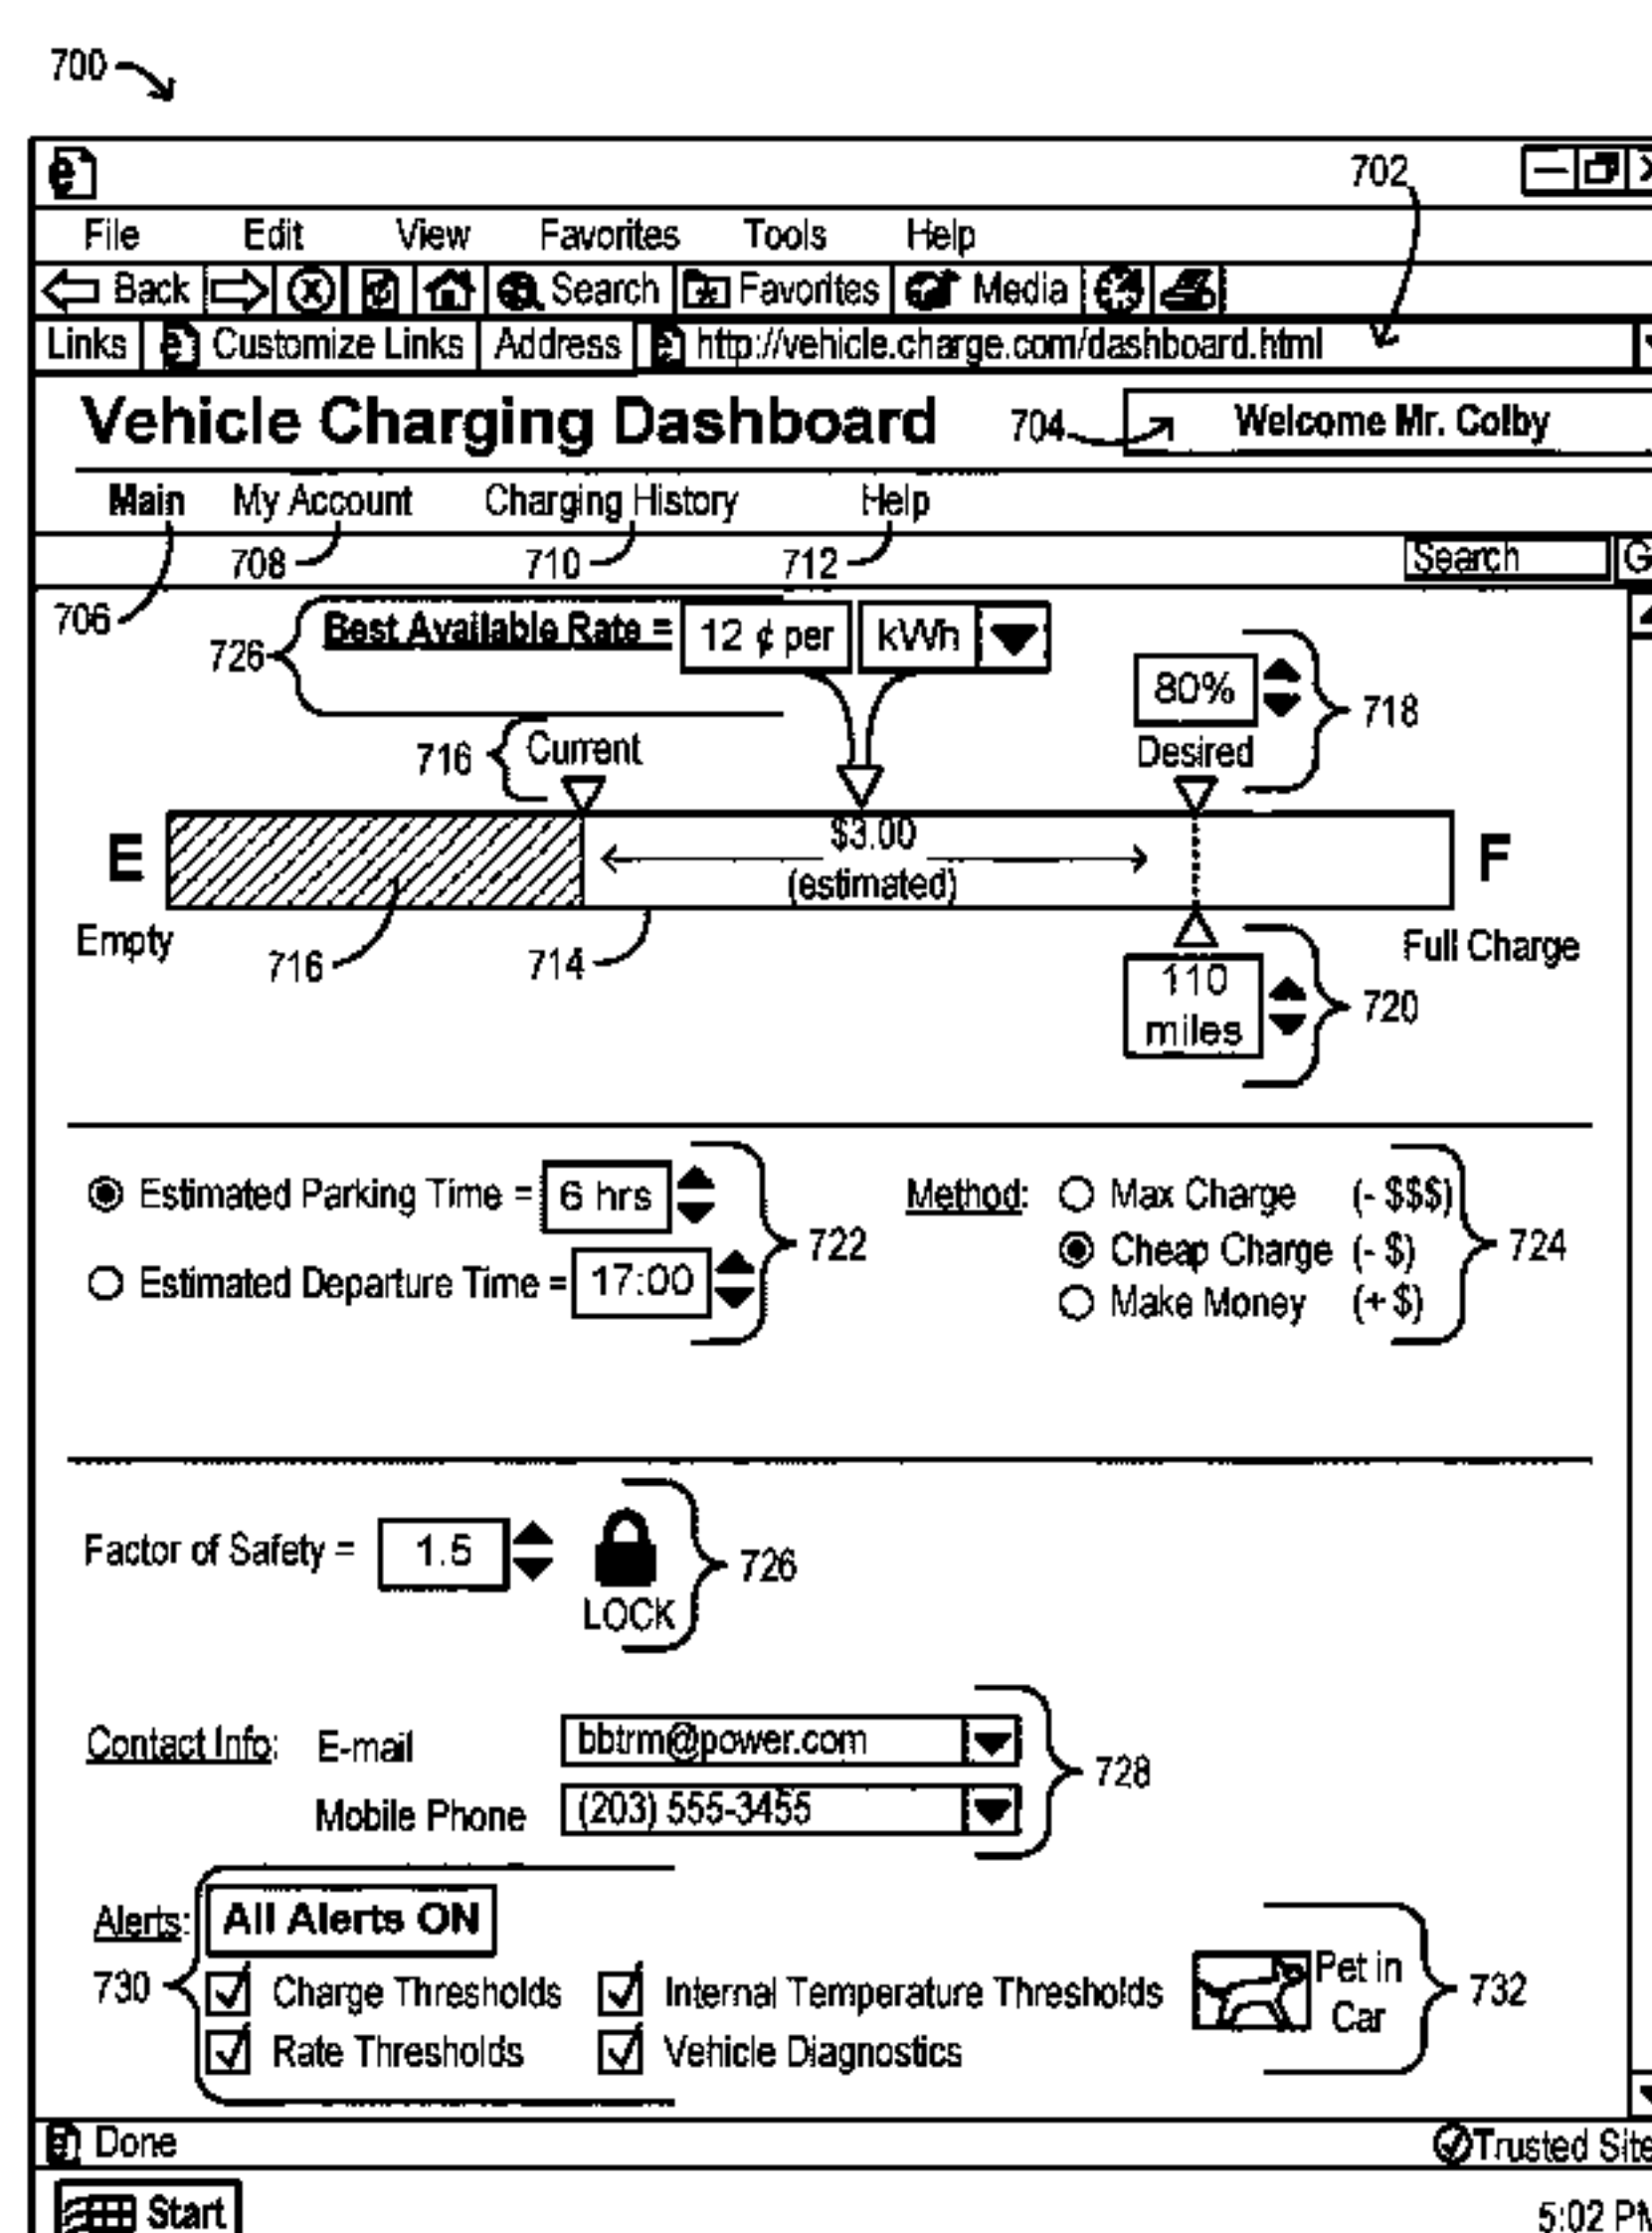 700
702
File Edit View Favorites Tools Help
Back Search Favorites Media
Links Customize Links Address http://vehicle.charge.com/dashboard.html
Vehicle Charging Dashboard 704 Welcome Mr. Colby
Main My Account Charging History Help
708 710 712 Search
706
726 Best Available Rate = 12 ¢ per kWh
80% 718
716 Current Desired
E $3.00 F
(estimated)
Empty 716 714 Full Charge
110
miles 720
Estimated Parking Time = 6 hrs Method: Max Charge (- $$$)
722 Cheap Charge (- $) 724
Estimated Departure Time = 17:00 Make Money (+ $)
Factor of Safety = 1.5 726
LOCK
Contact Info: E-mail bbtrm@power.com
728
Mobile Phone (203) 555-3455
Alerts: All Alerts ON
730 Charge Thresholds Internal Temperature Thresholds Pet in 732
Car
Rate Thresholds Vehicle Diagnostics
Done Trusted Site
Start 5:02 PM